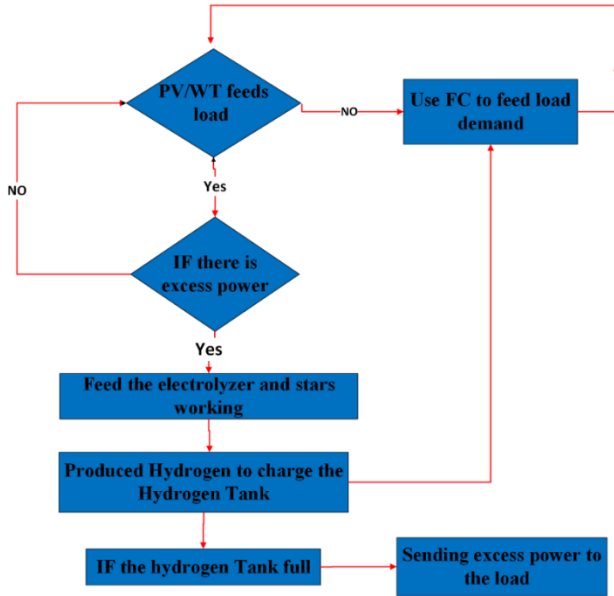 PV/WT feeds
load
NO
Use FC to feed load
demand
NO
Yes
IF there is
excess power
Yes
Feed the electrolyzer and stars
working
Produced Hydrogen to charge the
Hydrogen Tank
IF the hydrogen Tank full
Sending excess power to
the load